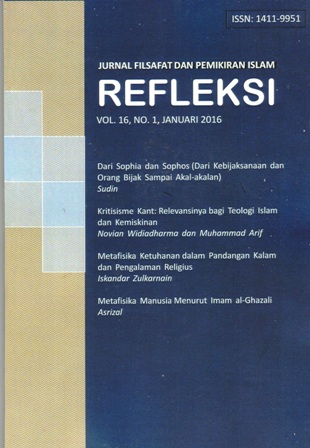 ISSN: 1411-9951
JURNAL FILSAFAT DAN PEMIKIRAN ISLAM
REFLEKSI
VOL. 16, NO. 1, JANUARI 2016
Dari Sophia dan Sophos (Dari Kebijaksanaan dan
Orang Bijak Sampai Akal-akalan)
Sudin
Kritisisme Kant: Relevansinya bagi Teologi Islam
dan Kemiskinan
Novian Widiadharma dan Muhammad Arif
Metafisika Ketuhanan dalam Pandangan Kalam
dan Pengalaman Religius
Iskandar Zulkarnain
Metafisika Manusia Menurut Imam al-Ghazali
Asrizal